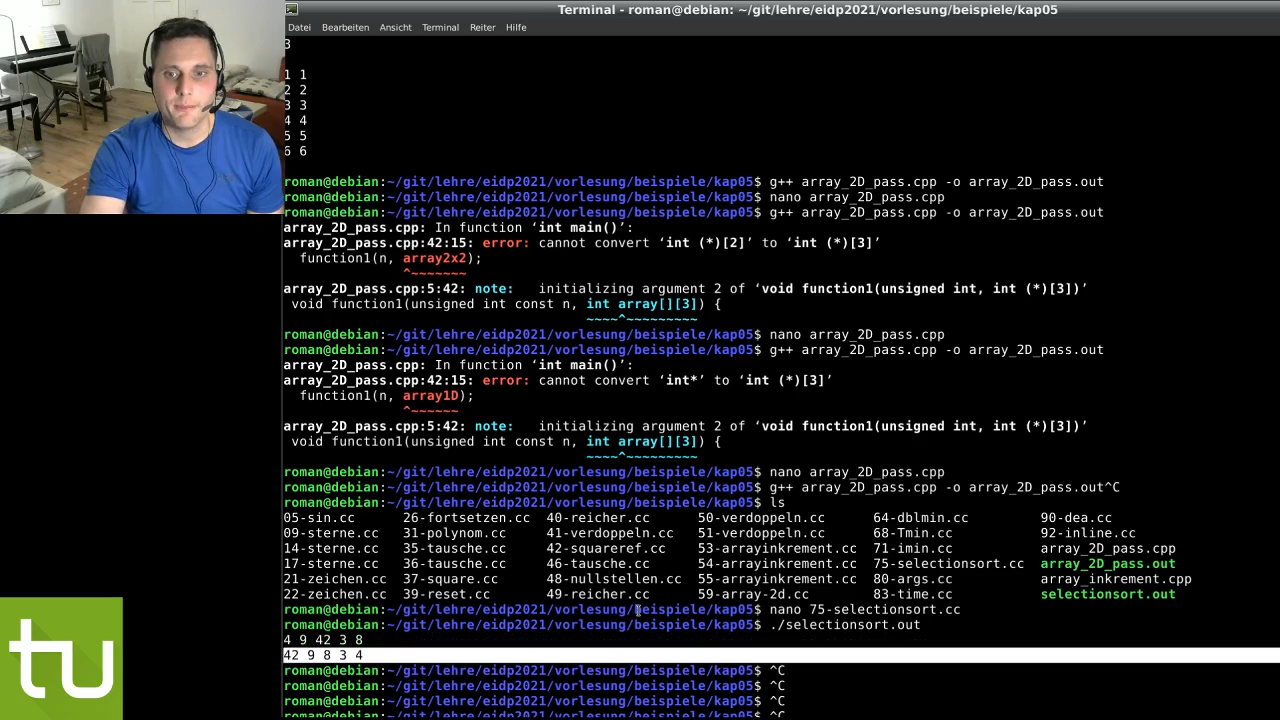 Terminal - roman@debian: ~/git/lehre/eidp2021/vorlesung/beispiele/kap05
Datei Bearbeiten Ansicht Terminal Reiter Hilfe
3
1 1
2 2
3 3
4 4
5 5
6 6
roman@debian:~/git/lehre/eidp2021/vorlesung/beispiele/kap05$ g++ array_2D_pass.cpp -o array_2D_pass.out
roman@debian:~/git/lehre/eidp2021/vorlesung/beispiele/kap05$ nano array_2D_pass.cpp
roman@debian:~/git/lehre/eidp2021/vorlesung/beispiele/kap05$ g++ array_2D_pass.cpp -o array_2D_pass.out
array_2D_pass.cpp: In function ‘int main()’:
array_2D_pass.cpp:42:15: error: cannot convert ‘int (*)[2]’ to ‘int (*)[3]’
function1(n, array2x2);
^~~~~~~~
array_2D_pass.cpp:5:42: note:   initializing argument 2 of ‘void function1(unsigned int, int (*)[3])’
void function1(unsigned int const n, int array[][3]) {
~~~~^~~~~~~~~~
roman@debian:~/git/lehre/eidp2021/vorlesung/beispiele/kap05$ nano array_2D_pass.cpp
roman@debian:~/git/lehre/eidp2021/vorlesung/beispiele/kap05$ g++ array_2D_pass.cpp -o array_2D_pass.out
array_2D_pass.cpp: In function ‘int main()’:
array_2D_pass.cpp:42:15: error: cannot convert ‘int*’ to ‘int (*)[3]’
function1(n, array1D);
^~~~~~~
array_2D_pass.cpp:5:42: note:   initializing argument 2 of ‘void function1(unsigned int, int (*)[3])’
void function1(unsigned int const n, int array[][3]) {
~~~~^~~~~~~~~~
roman@debian:~/git/lehre/eidp2021/vorlesung/beispiele/kap05$ nano array_2D_pass.cpp
roman@debian:~/git/lehre/eidp2021/vorlesung/beispiele/kap05$ g++ array_2D_pass.cpp -o array_2D_pass.out^C
roman@debian:~/git/lehre/eidp2021/vorlesung/beispiele/kap05$ ls
05-sin.cc 26-fortsetzen.cc 40-reicher.cc 50-verdoppeln.cc 64-dblmin.cc 90-dea.cc
09-sterne.cc 31-polynom.cc 41-verdoppeln.cc 51-verdoppeln.cc 68-Tmin.cc 92-inline.cc
14-sterne.cc 35-tausche.cc 42-squareref.cc 53-arrayinkrement.cc 71-imin.cc array_2D_pass.cpp
17-sterne.cc 36-tausche.cc 46-tausche.cc 54-arrayinkrement.cc 75-selectionsort.cc array_2D_pass.out
21-zeichen.cc 37-square.cc 48-nullstellen.cc 55-arrayinkrement.cc 80-args.cc array_inkrement.cpp
22-zeichen.cc 39-reset.cc 49-reicher.cc 59-array-2d.cc 83-time.cc selectionsort.out
roman@debian:~/git/lehre/eidp2021/vorlesung/beispiele/kap05$ nano 75-selectionsort.cc
roman@debian:~/git/lehre/eidp2021/vorlesung/beispiele/kap05$ ./selectionsort.out
4 9 42 3 8
42 9 8 3 4
roman@debian:~/git/lehre/eidp2021/vorlesung/beispiele/kap05$ ^C
roman@debian:~/git/lehre/eidp2021/vorlesung/beispiele/kap05$ ^C
roman@debian:~/git/lehre/eidp2021/vorlesung/beispiele/kap05$ ^C
roman@debian:~/git/lehre/eidp2021/vorlesung/beispiele/kap05$ ^C
tu